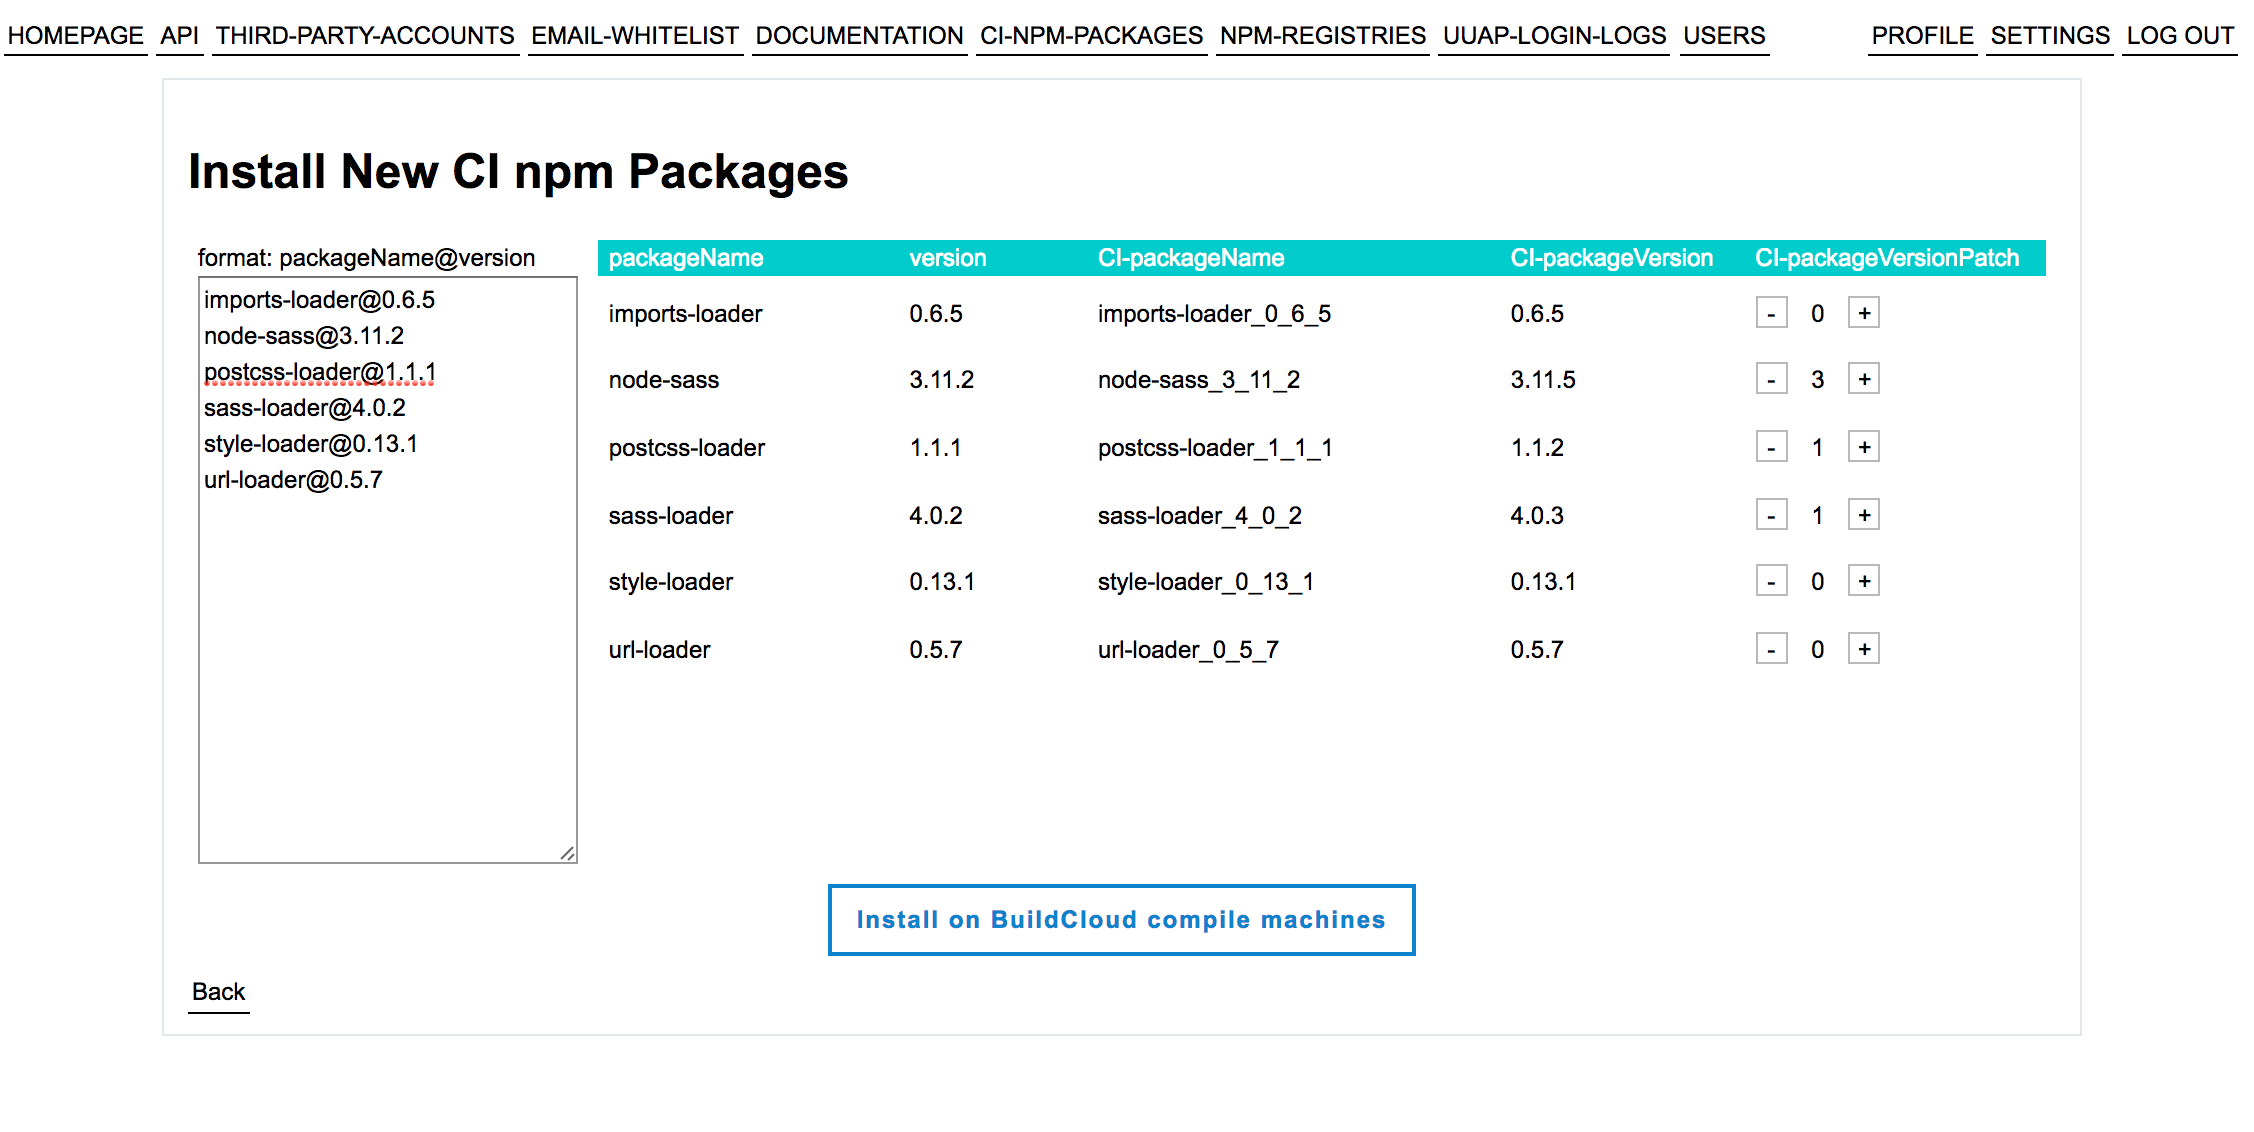 HOMEPAGE API THIRD-PARTY-ACCOUNTS EMAIL-WHITELIST DOCUMENTATION CI-NPM-PACKAGES NPM-REGISTRIES UUAP-LOGIN-LOGS USERS PROFILE SETTINGS LOG OUT
Install New CI npm Packages
format: packageName@version
imports-loader@0.6.5
node-sass@3.11.2
postcss-loader@1.1.1
sass-loader@4.0.2
style-loader@0.13.1
url-loader@0.5.7
packageName version CI-packageName CI-packageVersion CI-packageVersionPatch
imports-loader 0.6.5 imports-loader_0_6_5 0.6.5 - 0 +
node-sass 3.11.2 node-sass_3_11_2 3.11.5 - 3 +
postcss-loader 1.1.1 postcss-loader_1_1_1 1.1.2 - 1 +
sass-loader 4.0.2 sass-loader_4_0_2 4.0.3 - 1 +
style-loader 0.13.1 style-loader_0_13_1 0.13.1 - 0 +
url-loader 0.5.7 url-loader_0_5_7 0.5.7 - 0 +
Install on BuildCloud compile machines
Back